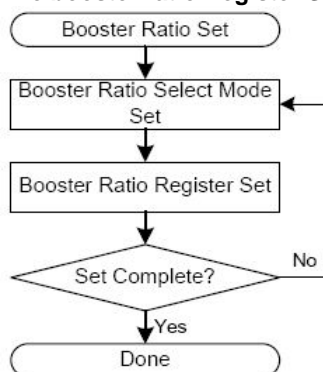 Booster Ratio Set
Booster Ratio Select Mode
Set
Booster Ratio Register Set
Set Complete?
No
Yes
Done